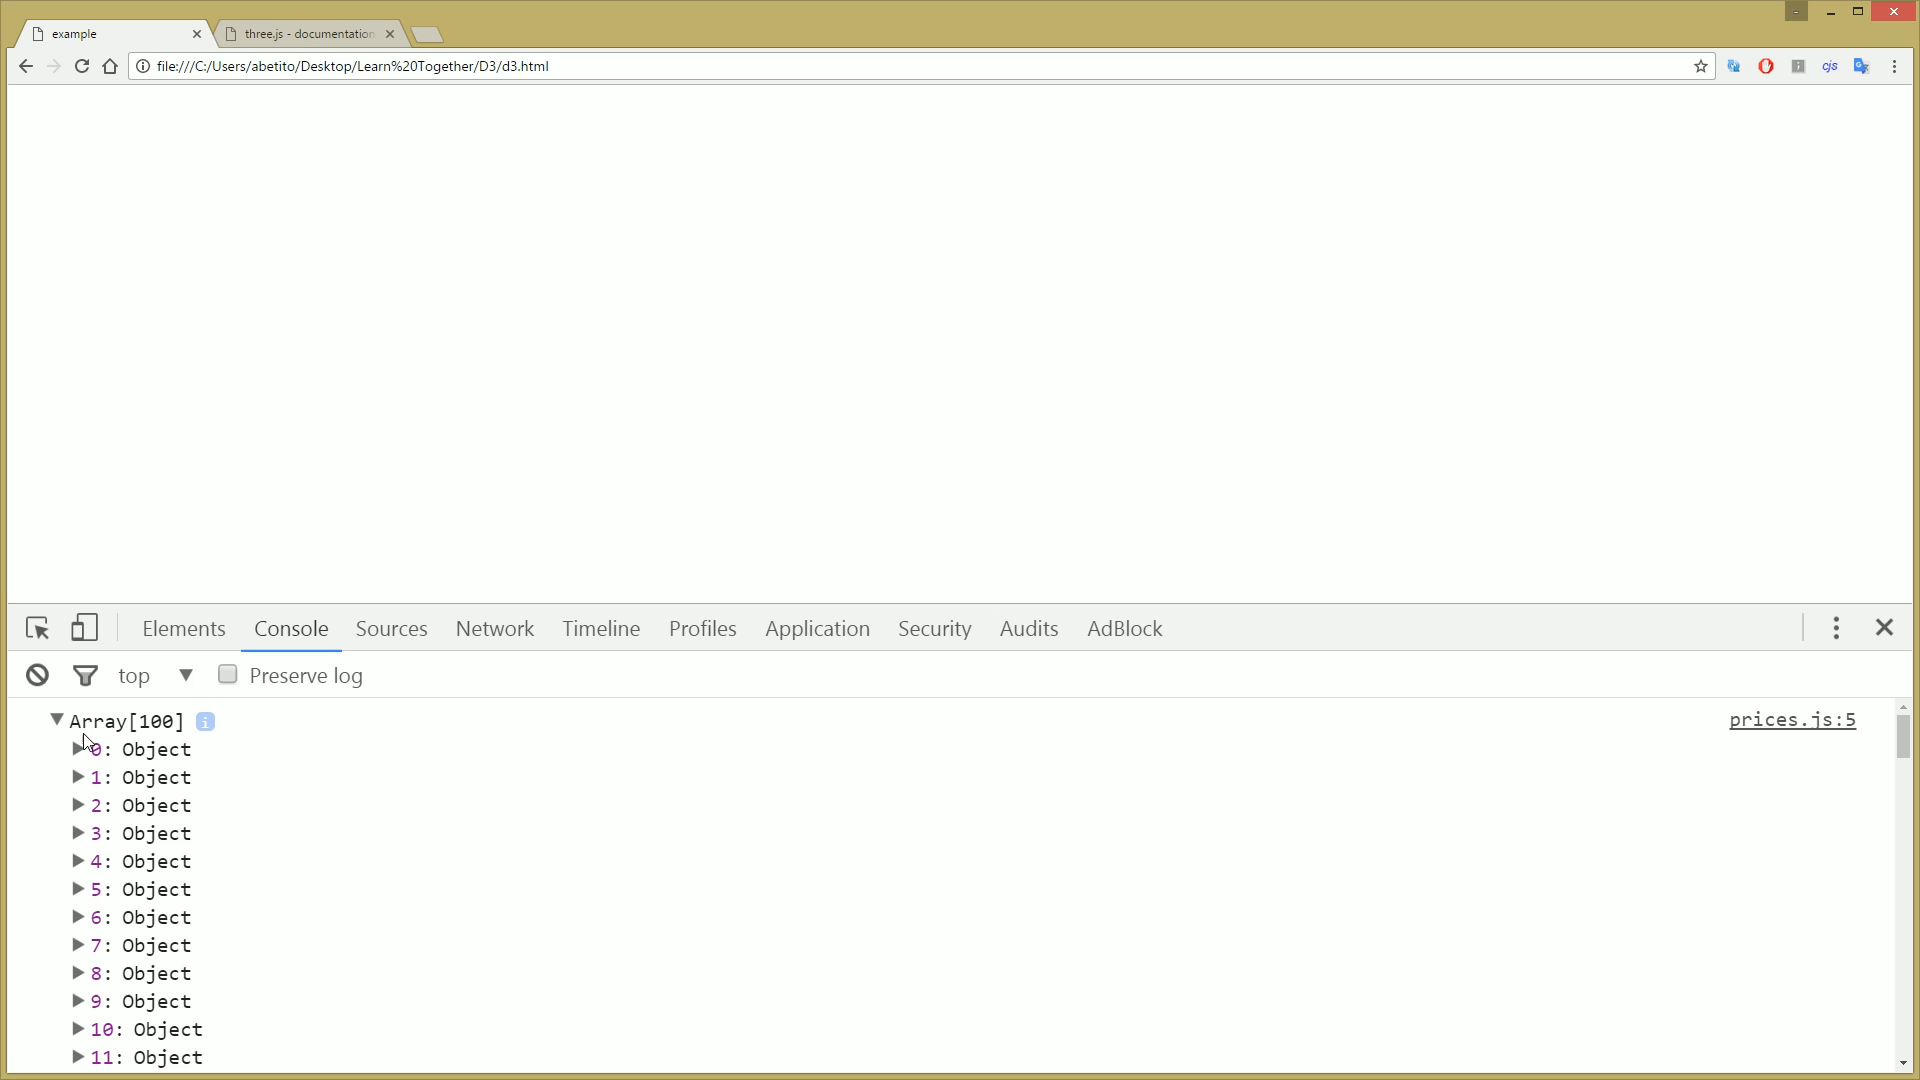 example
three.js - documentation
file:///C:/Users/abetito/Desktop/Learn%20Together/D3/d3.html
cjs
Elements Console Sources Network Timeline Profiles Application Security Audits AdBlock
top Preserve log
Array[100] i prices.js:5
0: Object
1: Object
2: Object
3: Object
4: Object
5: Object
6: Object
7: Object
8: Object
9: Object
10: Object
11: Object